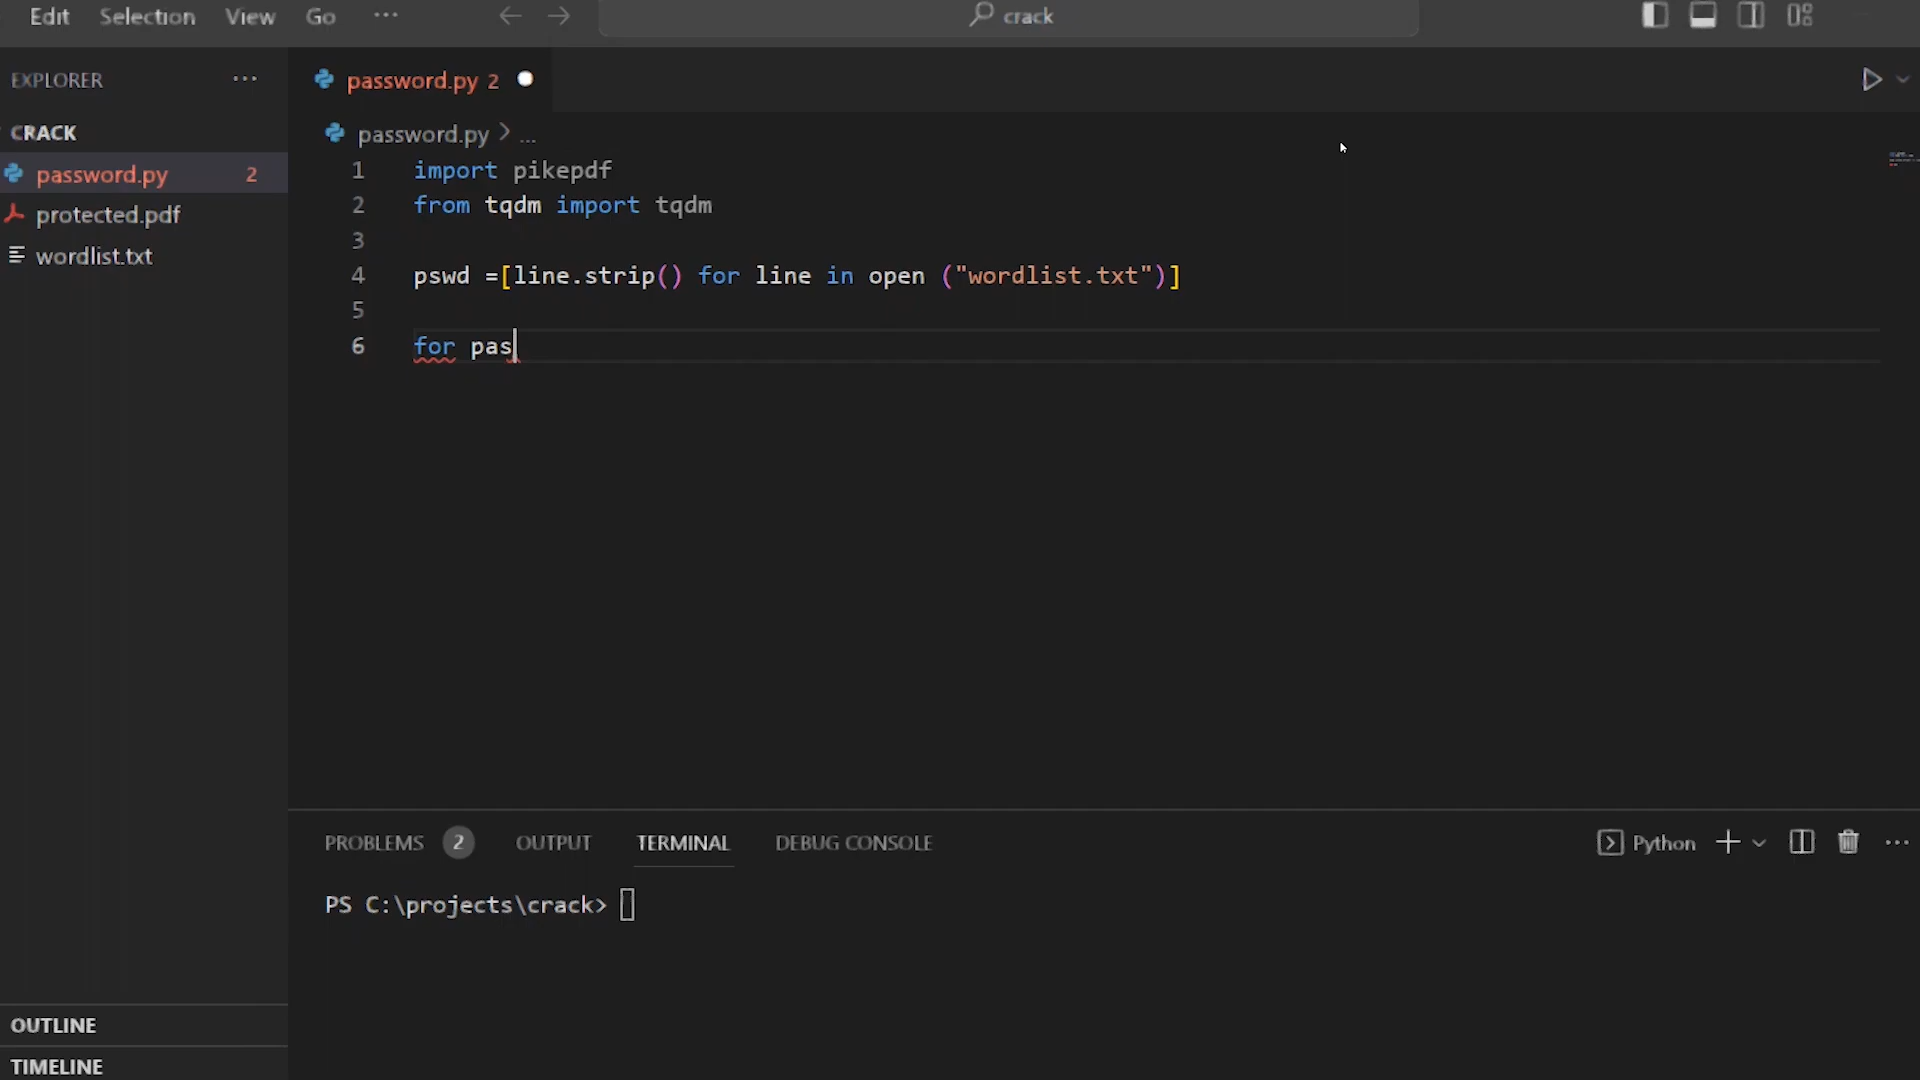 Edit Selection View Go ... crack
EXPLORER ...
password.py 2
CRACK
password.py > ...
password.py 2
protected.pdf
wordlist.txt
1 import pikepdf
2 from tqdm import tqdm
3
4 pswd =[line.strip() for line in open ("wordlist.txt")]
5
6 for pas
PROBLEMS 2 OUTPUT TERMINAL DEBUG CONSOLE Python
PS C:\projects\crack>
OUTLINE
TIMELINE